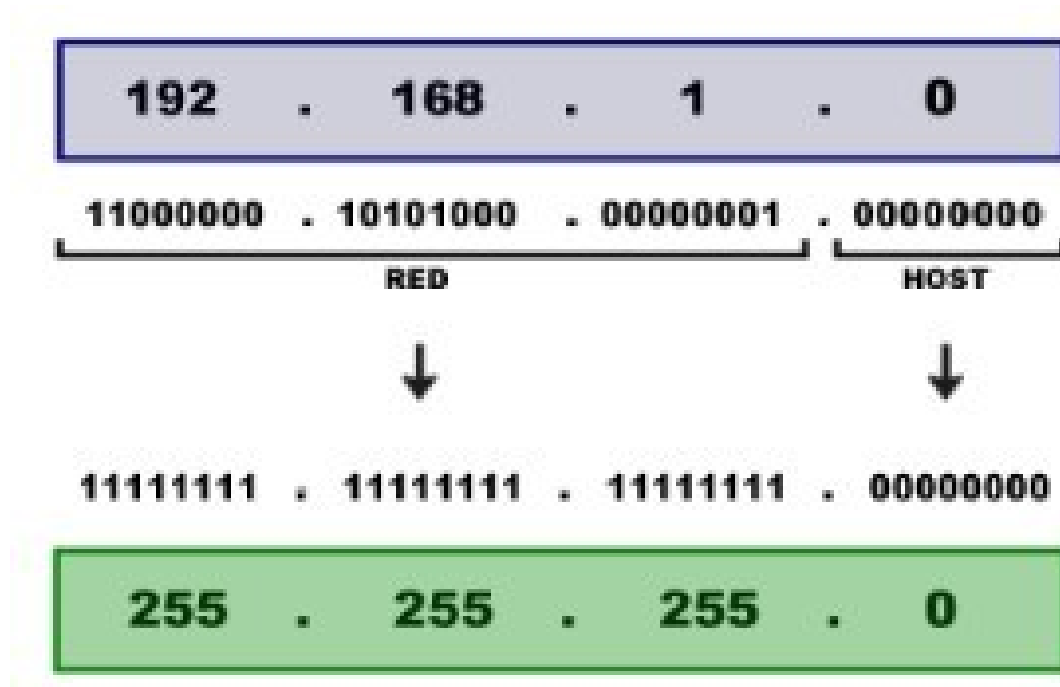 192 . 168 . 1 . 0
11000000 . 10101000 . 00000001 . 00000000
RED HOST
11111111 . 11111111 . 11111111 . 00000000
255 . 255 . 255 . 0